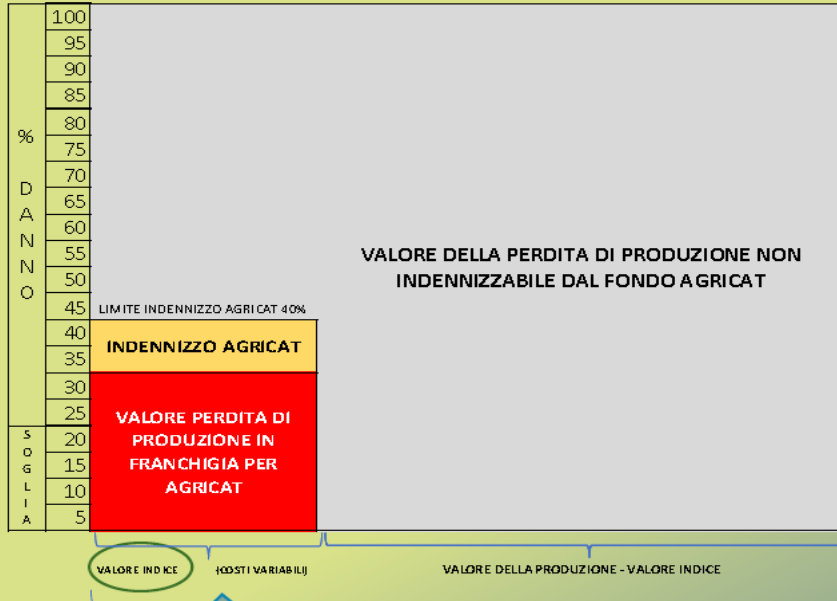 100
95
90
85
80
75
70
65
60
55
50
45
40
35
30
25
20
15
10
5
% DANNO
SOGLIA
VALORE DELLA PERDITA DI PRODUZIONE NON
INDENNIZZABILE DAL FONDO AGRICAT
LIMITE INDENNIZZO AGRICAT 40%
INDENNIZZO AGRICAT
VALORE PERDITA DI
PRODUZIONE IN
FRANCHIGIA PER
AGRICAT
VALORE INDICE
(COSTI VARIABILI)
VALORE DELLA PRODUZIONE - VALORE INDICE